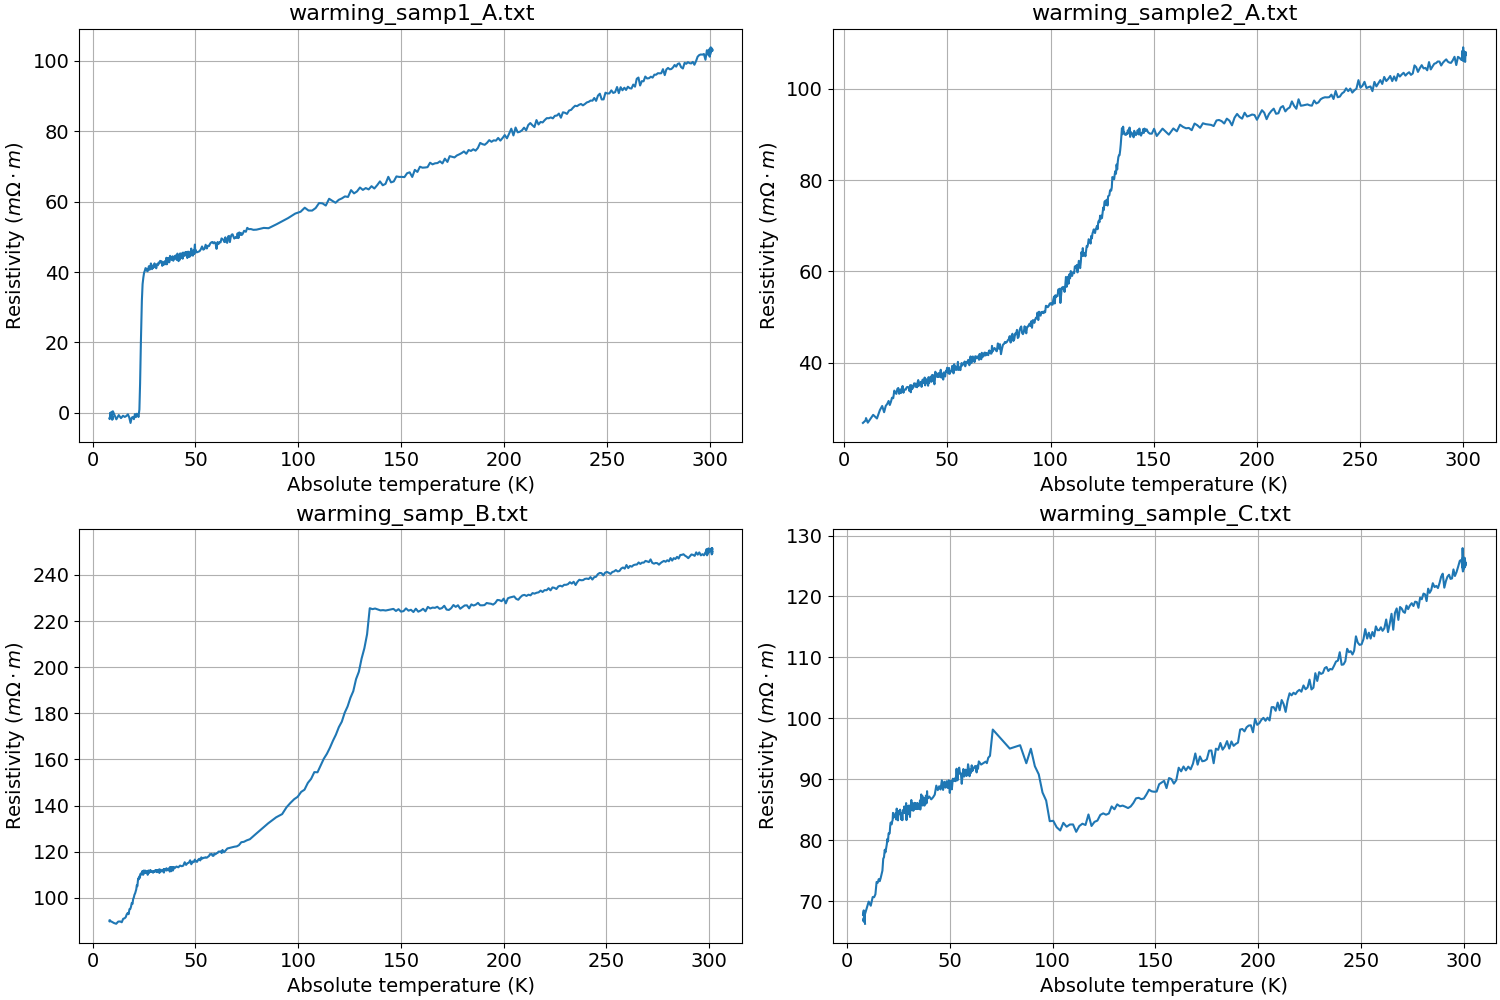 warming_samp1_A.txt
Resistivity (mΩ · m)
100
80
60
40
20
0
0 50 100 150 200 250 300
Absolute temperature (K)
warming_sample2_A.txt
Resistivity (mΩ · m)
100
80
60
40
0 50 100 150 200 250 300
Absolute temperature (K)
warming_samp_B.txt
Resistivity (mΩ · m)
240
220
200
180
160
140
120
100
0 50 100 150 200 250 300
Absolute temperature (K)
warming_sample_C.txt
Resistivity (mΩ · m)
130
120
110
100
90
80
70
0 50 100 150 200 250 300
Absolute temperature (K)